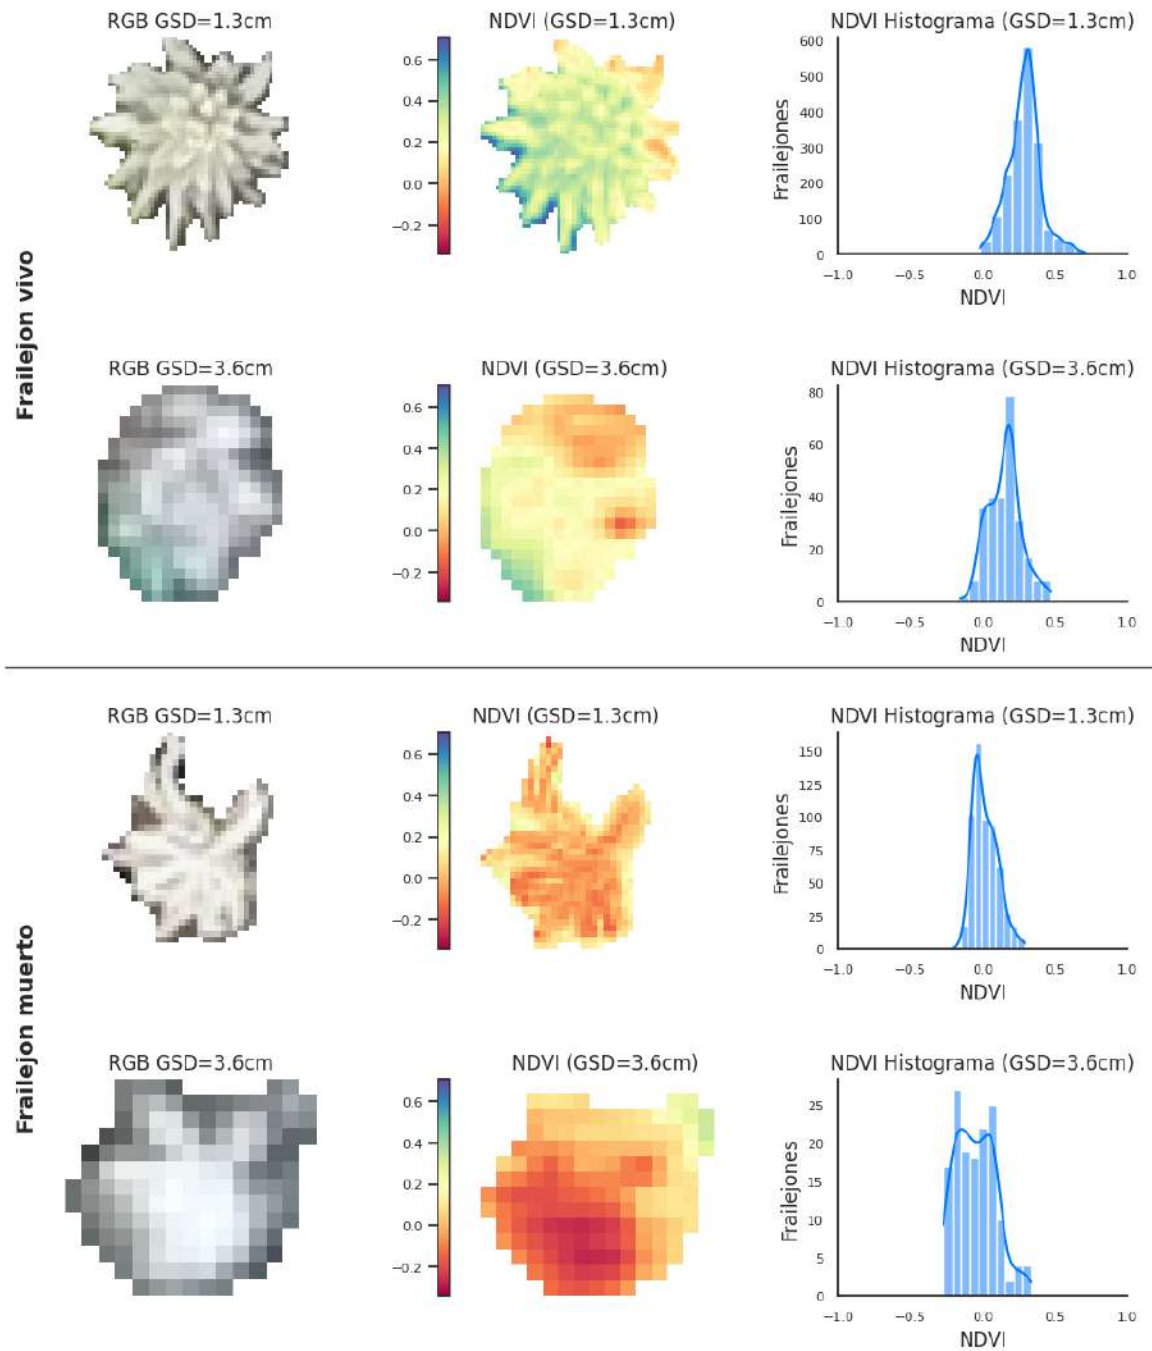 RGB GSD=1.3cm
NDVI (GSD=1.3cm)
NDVI Histograma (GSD=1.3cm)
0.6
0.4
0.2
0.0
−0.2
600
500
400
300
200
100
0
Frailejones
−1.0 −0.5 0.0 0.5 1.0
NDVI
Frailejon vivo
RGB GSD=3.6cm
NDVI (GSD=3.6cm)
NDVI Histograma (GSD=3.6cm)
0.6
0.4
0.2
0.0
−0.2
80
60
40
20
0
Frailejones
−1.0 −0.5 0.0 0.5 1.0
NDVI
RGB GSD=1.3cm
NDVI (GSD=1.3cm)
NDVI Histograma (GSD=1.3cm)
0.6
0.4
0.2
0.0
−0.2
150
125
100
75
50
25
0
Frailejones
−1.0 −0.5 0.0 0.5 1.0
NDVI
Frailejon muerto
RGB GSD=3.6cm
NDVI (GSD=3.6cm)
NDVI Histograma (GSD=3.6cm)
0.6
0.4
0.2
0.0
−0.2
25
20
15
10
5
0
Frailejones
−1.0 −0.5 0.0 0.5 1.0
NDVI